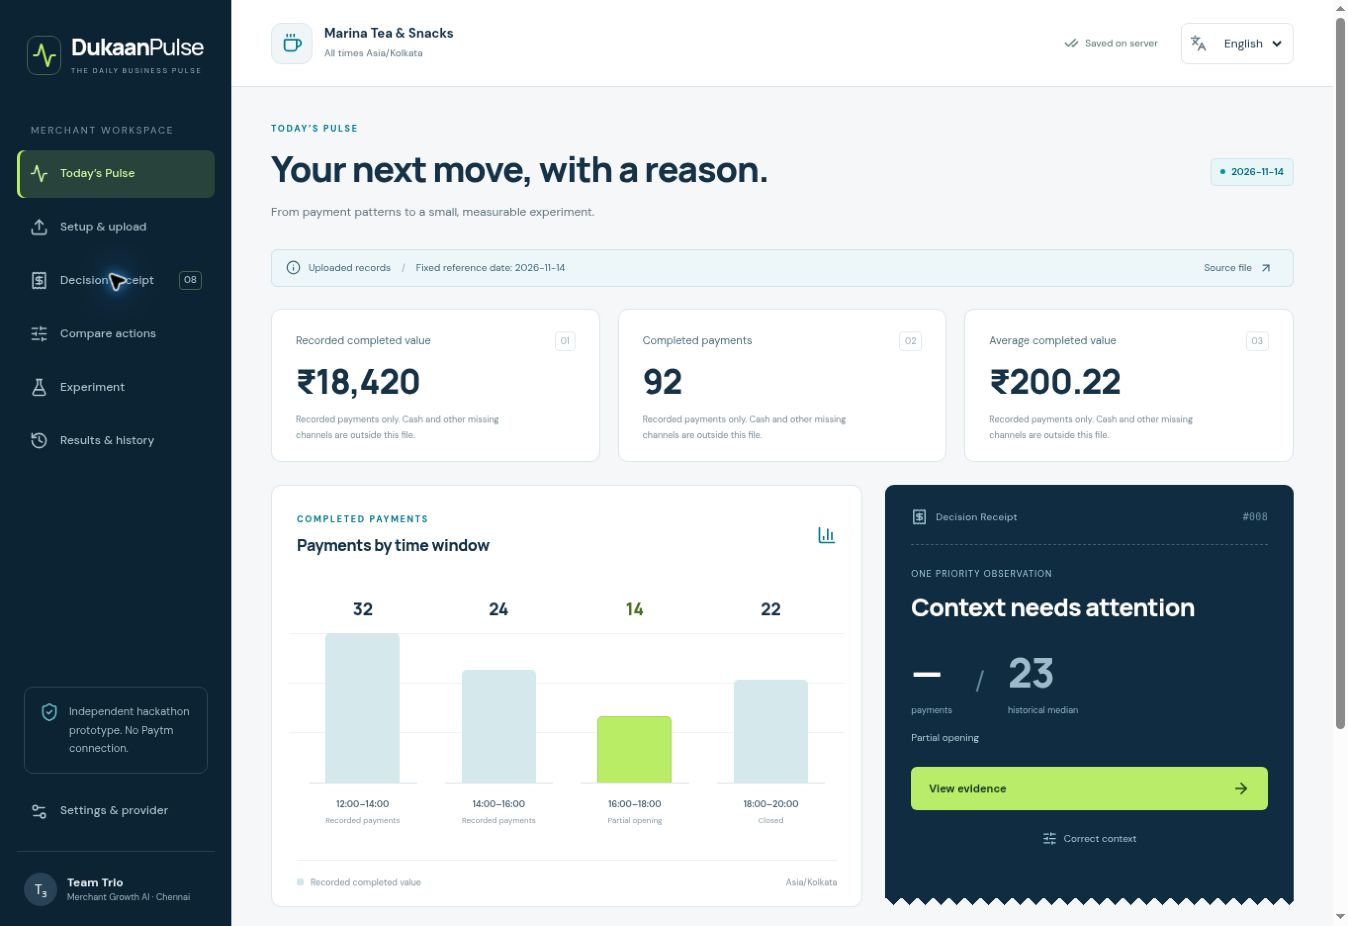 DukaanPulse
THE DAILY BUSINESS PULSE
MERCHANT WORKSPACE
Today's Pulse
Setup & upload
Decision Receipt 08
Compare actions
Experiment
Results & history
Independent hackathon
prototype. No Paytm
connection.
Settings & provider
T3
Team Trio
Merchant Growth AI · Chennai
Marina Tea & Snacks
All times Asia/Kolkata
Saved on server
English
TODAY'S PULSE
Your next move, with a reason.
2026-11-14
From payment patterns to a small, measurable experiment.
Uploaded records / Fixed reference date: 2026-11-14
Source file
Recorded completed value 01
₹18,420
Recorded payments only. Cash and other missing
channels are outside this file.
Completed payments 02
92
Recorded payments only. Cash and other missing
channels are outside this file.
Average completed value 03
₹200.22
Recorded payments only. Cash and other missing
channels are outside this file.
COMPLETED PAYMENTS
Payments by time window
32 24 14 22
12:00–14:00 14:00–16:00 16:00–18:00 18:00–20:00
Recorded payments Recorded payments Partial opening Closed
Recorded completed value Asia/Kolkata
Decision Receipt #008
ONE PRIORITY OBSERVATION
Context needs attention
— / 23
payments historical median
Partial opening
View evidence
Correct context